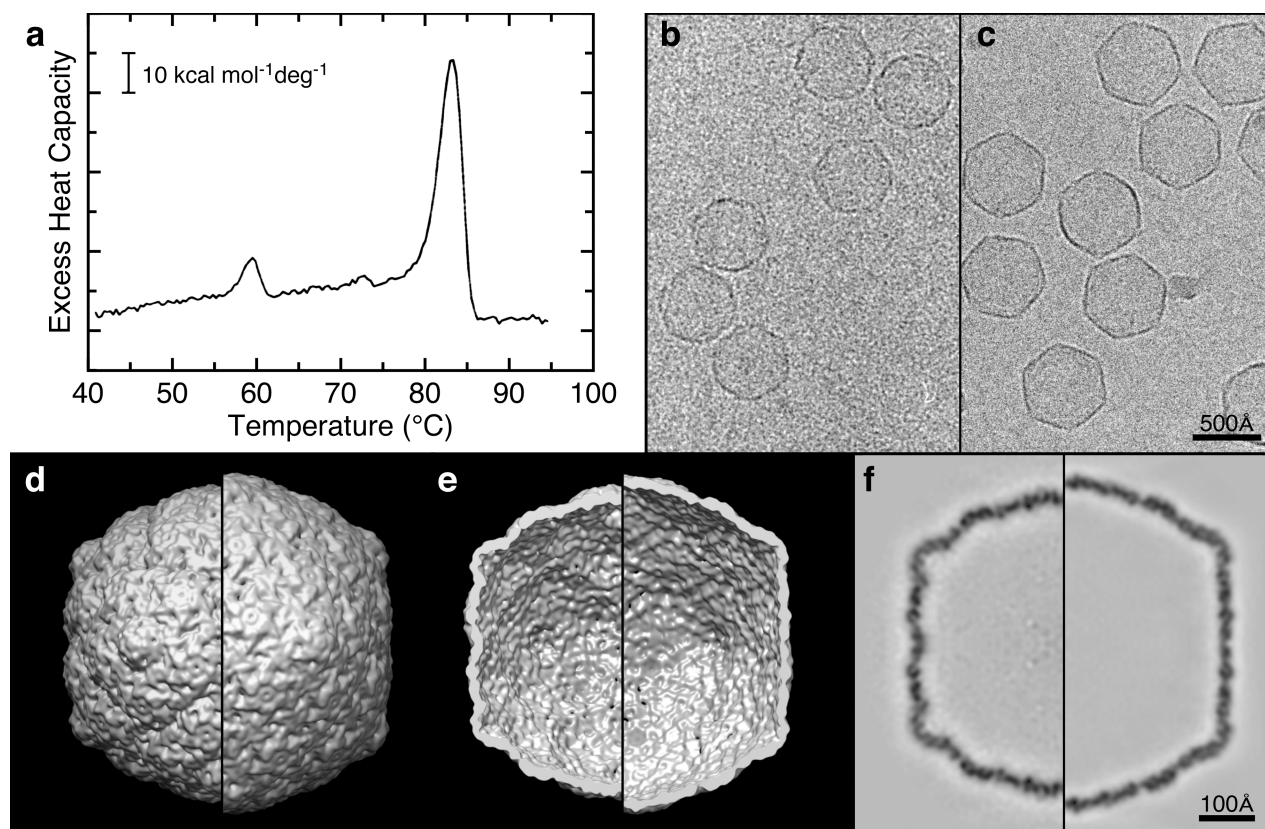 a
10 kcal mol⁻¹deg⁻¹
Excess Heat Capacity
40 50 60 70 80 90 100
Temperature (°C)
b
c
500Å
d
e
f
100Å